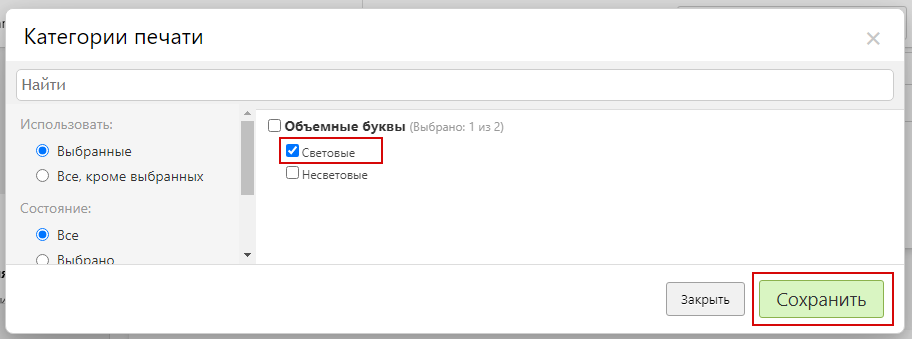 Категории печати
×
Найти
Использовать:
Выбранные
Все, кроме выбранных
Состояние:
Все
Выбрано
Объемные буквы (Выбрано: 1 из 2)
Световые
Несветовые
Закрыть
Сохранить